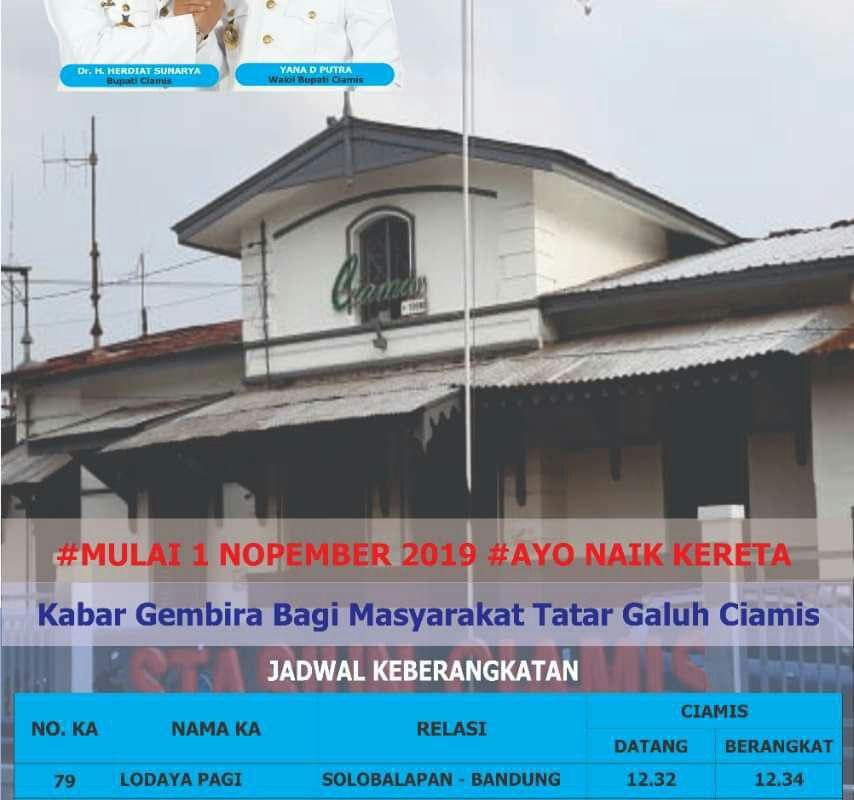 Dr. H. HERDIAT SUNARYA
Bupati Ciamis
YANA D PUTRA
Wakil Bupati Ciamis
Ciamis
#MULAI 1 NOPEMBER 2019 #AYO NAIK KERETA
Kabar Gembira Bagi Masyarakat Tatar Galuh Ciamis
STASIUN CIAMIS
JADWAL KEBERANGKATAN
NO. KA NAMA KA RELASI CIAMIS
DATANG BERANGKAT
79 LODAYA PAGI SOLOBALAPAN - BANDUNG 12.32 12.34